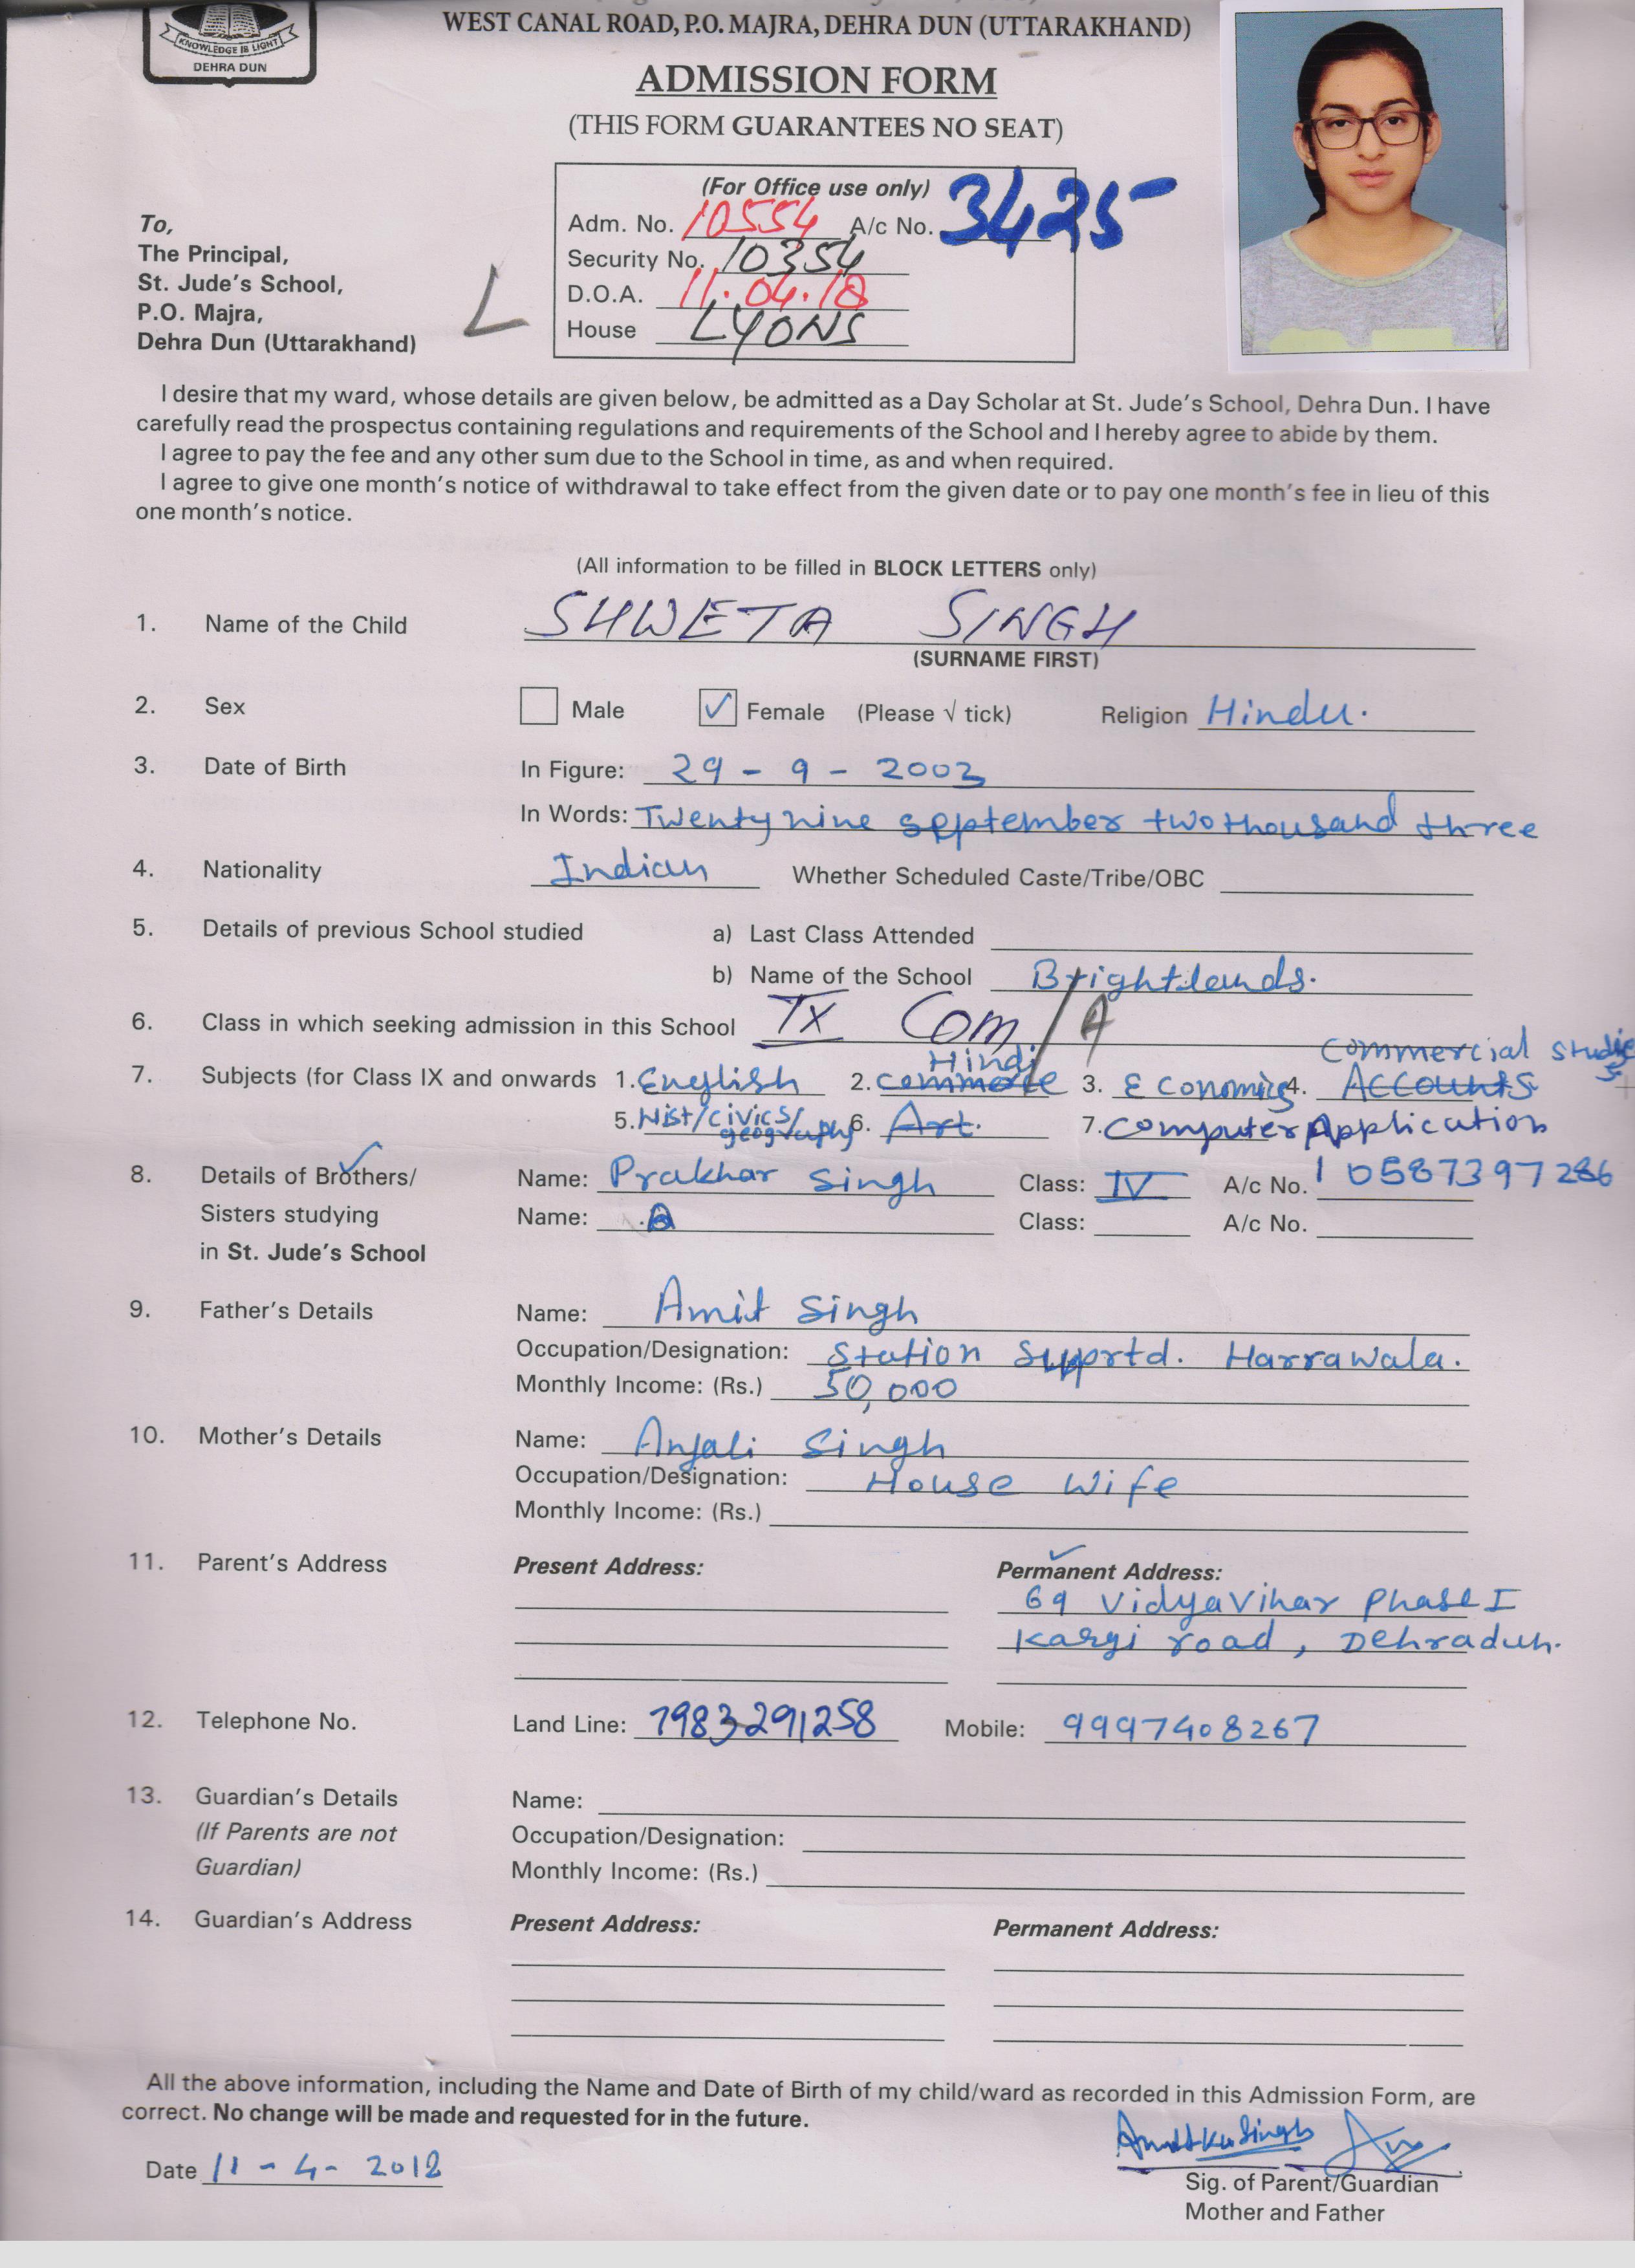 KNOWLEDGE IS LIGHT
DEHRA DUN
WEST CANAL ROAD, P.O. MAJRA, DEHRA DUN (UTTARAKHAND)
ADMISSION FORM
(THIS FORM GUARANTEES NO SEAT)
(For Office use only)
Adm. No. 10554 A/c No. 3425
Security No. 10354
D.O.A. 11.04.18
House LYONS
To,
The Principal,
St. Jude's School,
P.O. Majra,
Dehra Dun (Uttarakhand)
I desire that my ward, whose details are given below, be admitted as a Day Scholar at St. Jude's School, Dehra Dun. I have
carefully read the prospectus containing regulations and requirements of the School and I hereby agree to abide by them.
I agree to pay the fee and any other sum due to the School in time, as and when required.
I agree to give one month's notice of withdrawal to take effect from the given date or to pay one month's fee in lieu of this
one month's notice.
(All information to be filled in BLOCK LETTERS only)
1. Name of the Child SHWETA SINGH
(SURNAME FIRST)
2. Sex Male ✓ Female (Please √ tick) Religion Hindu.
3. Date of Birth In Figure: 29 - 9 - 2003
In Words: Twenty nine september two thousand three
4. Nationality Indian Whether Scheduled Caste/Tribe/OBC
5. Details of previous School studied a) Last Class Attended
b) Name of the School Brightlands.
6. Class in which seeking admission in this School IX Com/A
Hindi Commercial Studies
7. Subjects (for Class IX and onwards 1. English 2. Commerce 3. Economics 4. Accounts
5. Hist/civics/geography 6. Art. 7. Computer Application
8. Details of Brothers/ Name: Prakhar Singh Class: IV A/c No. 10587397286
Sisters studying Name: Class: A/c No.
in St. Jude's School
9. Father's Details Name: Amit Singh
Occupation/Designation: Station Supprtd. Harrawala.
Monthly Income: (Rs.) 50,000
10. Mother's Details Name: Anjali Singh
Occupation/Designation: House Wife
Monthly Income: (Rs.)
11. Parent's Address Present Address: Permanent Address:
69 Vidya Vihar Phase I
Kargi road, Dehradun.
12. Telephone No. Land Line: 7983291258 Mobile: 9997408267
13. Guardian's Details Name:
(If Parents are not Occupation/Designation:
Guardian) Monthly Income: (Rs.)
14. Guardian's Address Present Address: Permanent Address:
All the above information, including the Name and Date of Birth of my child/ward as recorded in this Admission Form, are
correct. No change will be made and requested for in the future.
Date 11 - 4 - 2018
Sig. of Parent/Guardian
Mother and Father